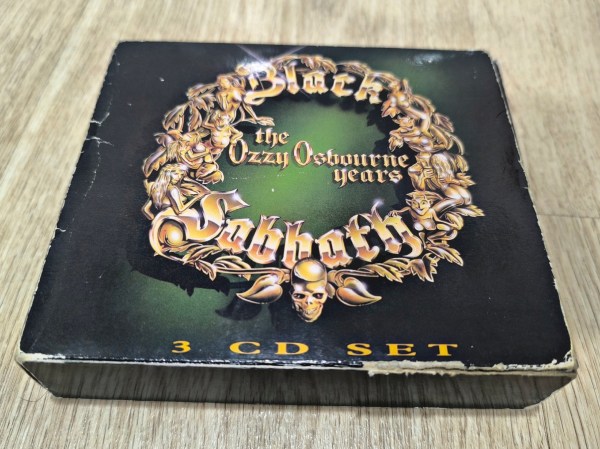 Black
the
Ozzy Osbourne
years
Sabbath
3 CD SET